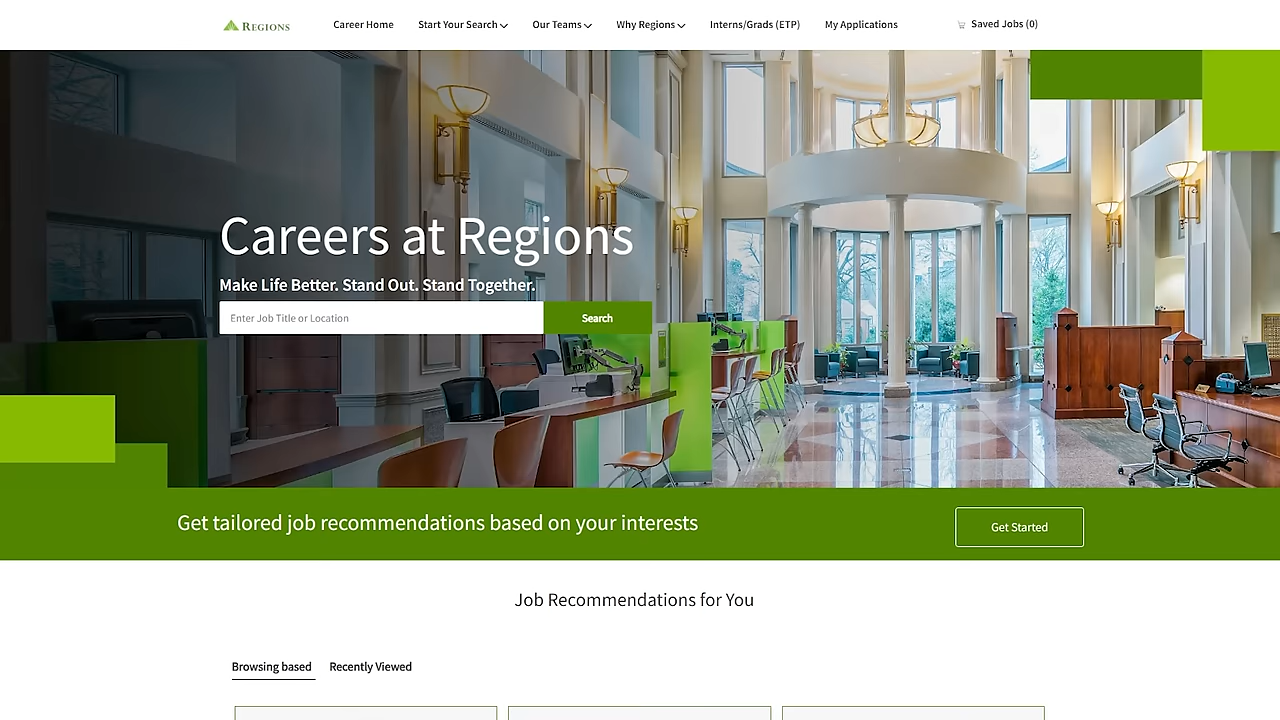 REGIONS
Career Home
Start Your Search
Our Teams
Why Regions
Interns/Grads (ETP)
My Applications
Saved Jobs (0)
Careers at Regions
Make Life Better. Stand Out. Stand Together.
Enter Job Title or Location
Search
Get tailored job recommendations based on your interests
Get Started
Job Recommendations for You
Browsing based
Recently Viewed